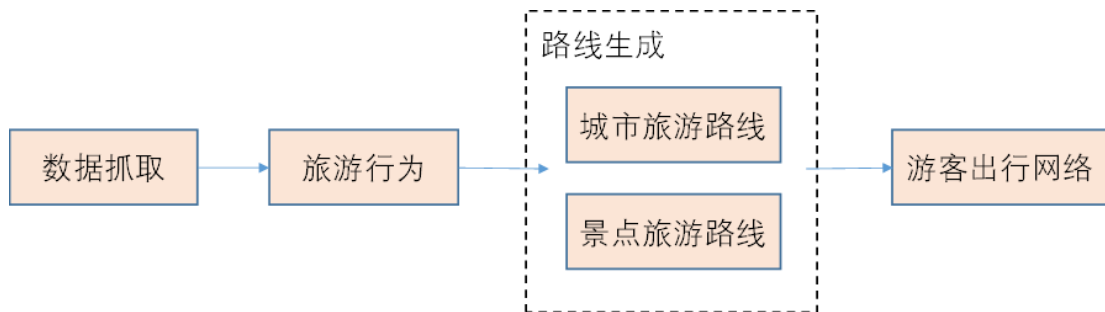 数据抓取
旅游行为
路线生成
城市旅游路线
景点旅游路线
游客出行网络